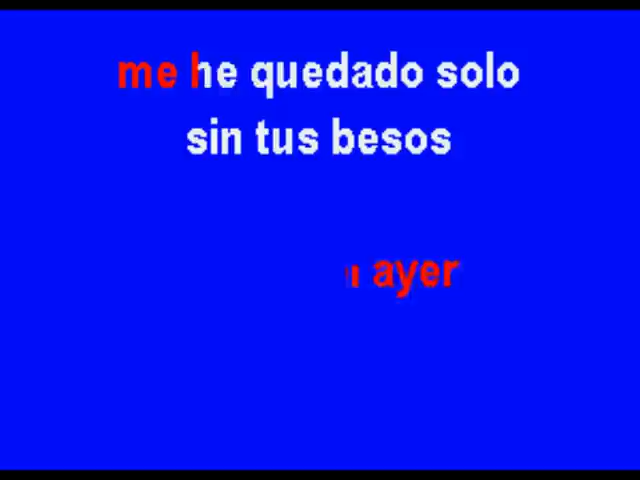 me he quedado solo
sin tus besos
ayer